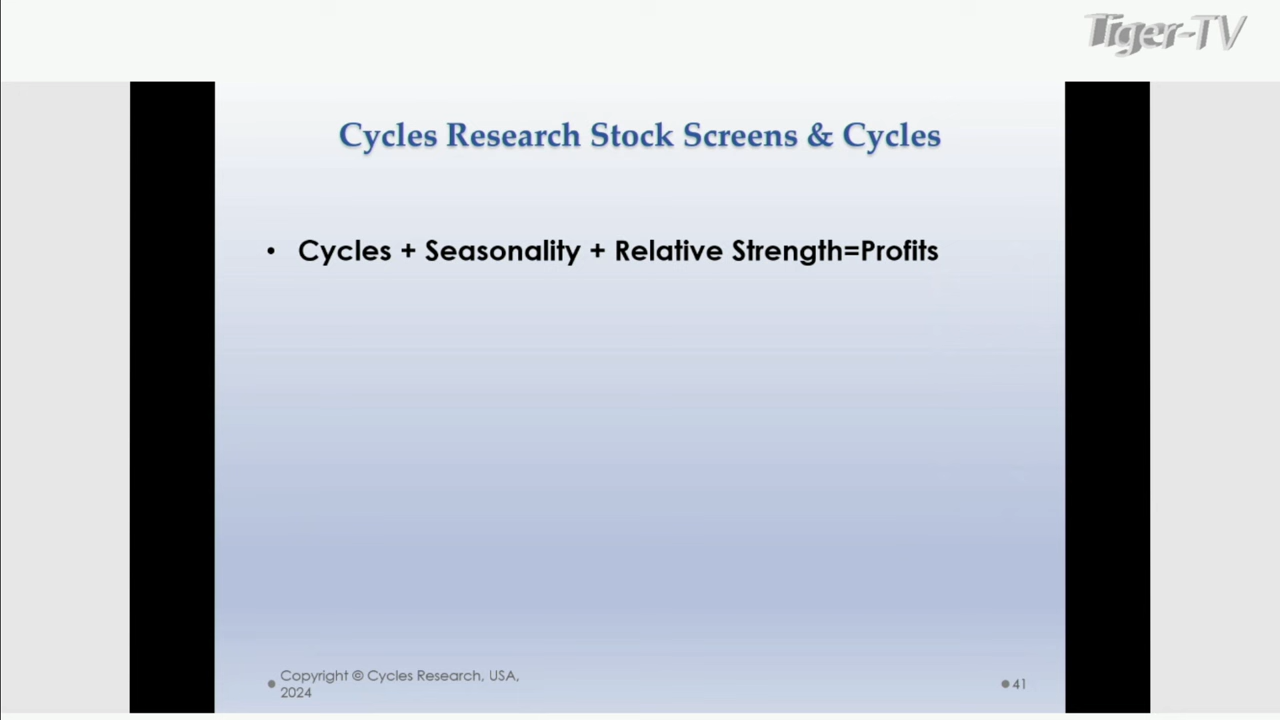 Tiger-TV
Cycles Research Stock Screens & Cycles
• Cycles + Seasonality + Relative Strength=Profits
Copyright © Cycles Research, USA,
2024
41